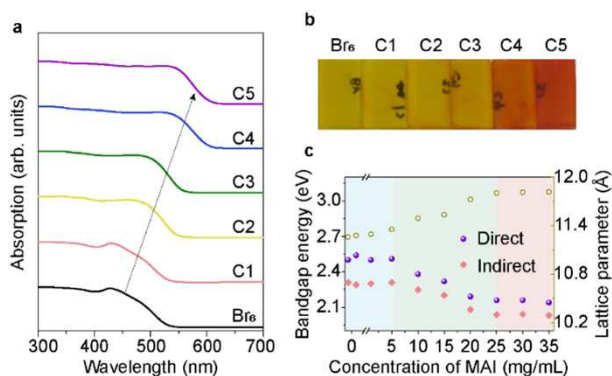 a
Absorption (arb. units)
C5
C4
C3
C2
C1
Br₆
300 400 500 600 700
Wavelength (nm)
b
Br₆ C1 C2 C3 C4 C5
c
Bandgap energy (eV)
3.0
2.7
2.4
2.1
Direct
Indirect
12.0
11.4
10.8
10.2
Lattice parameter (Å)
0 5 10 15 20 25 30 35
Concentration of MAI (mg/mL)